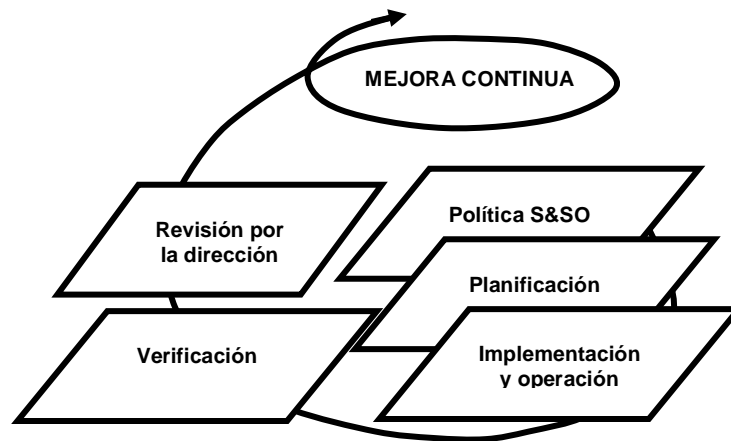 MEJORA CONTINUA
Política S&SO
Revisión por
la dirección
Planificación
Verificación
Implementación
y operación